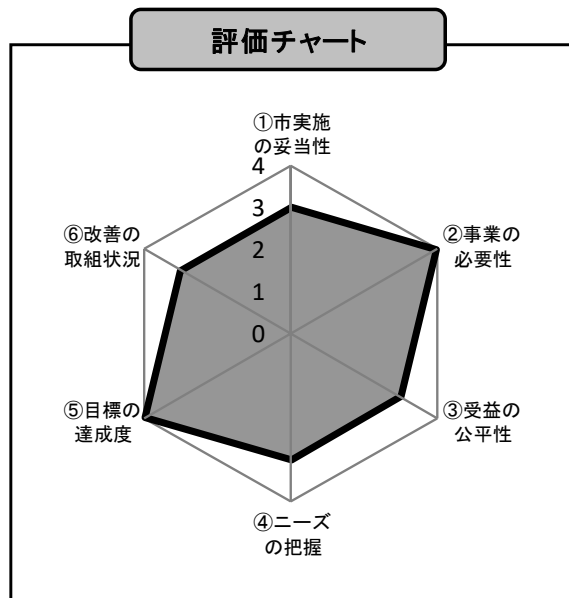 評価チャート
①市実施
の妥当性
4
3
2
1
0
②事業の
必要性
③受益の
公平性
④ニーズ
の把握
⑤目標の
達成度
⑥改善の
取組状況